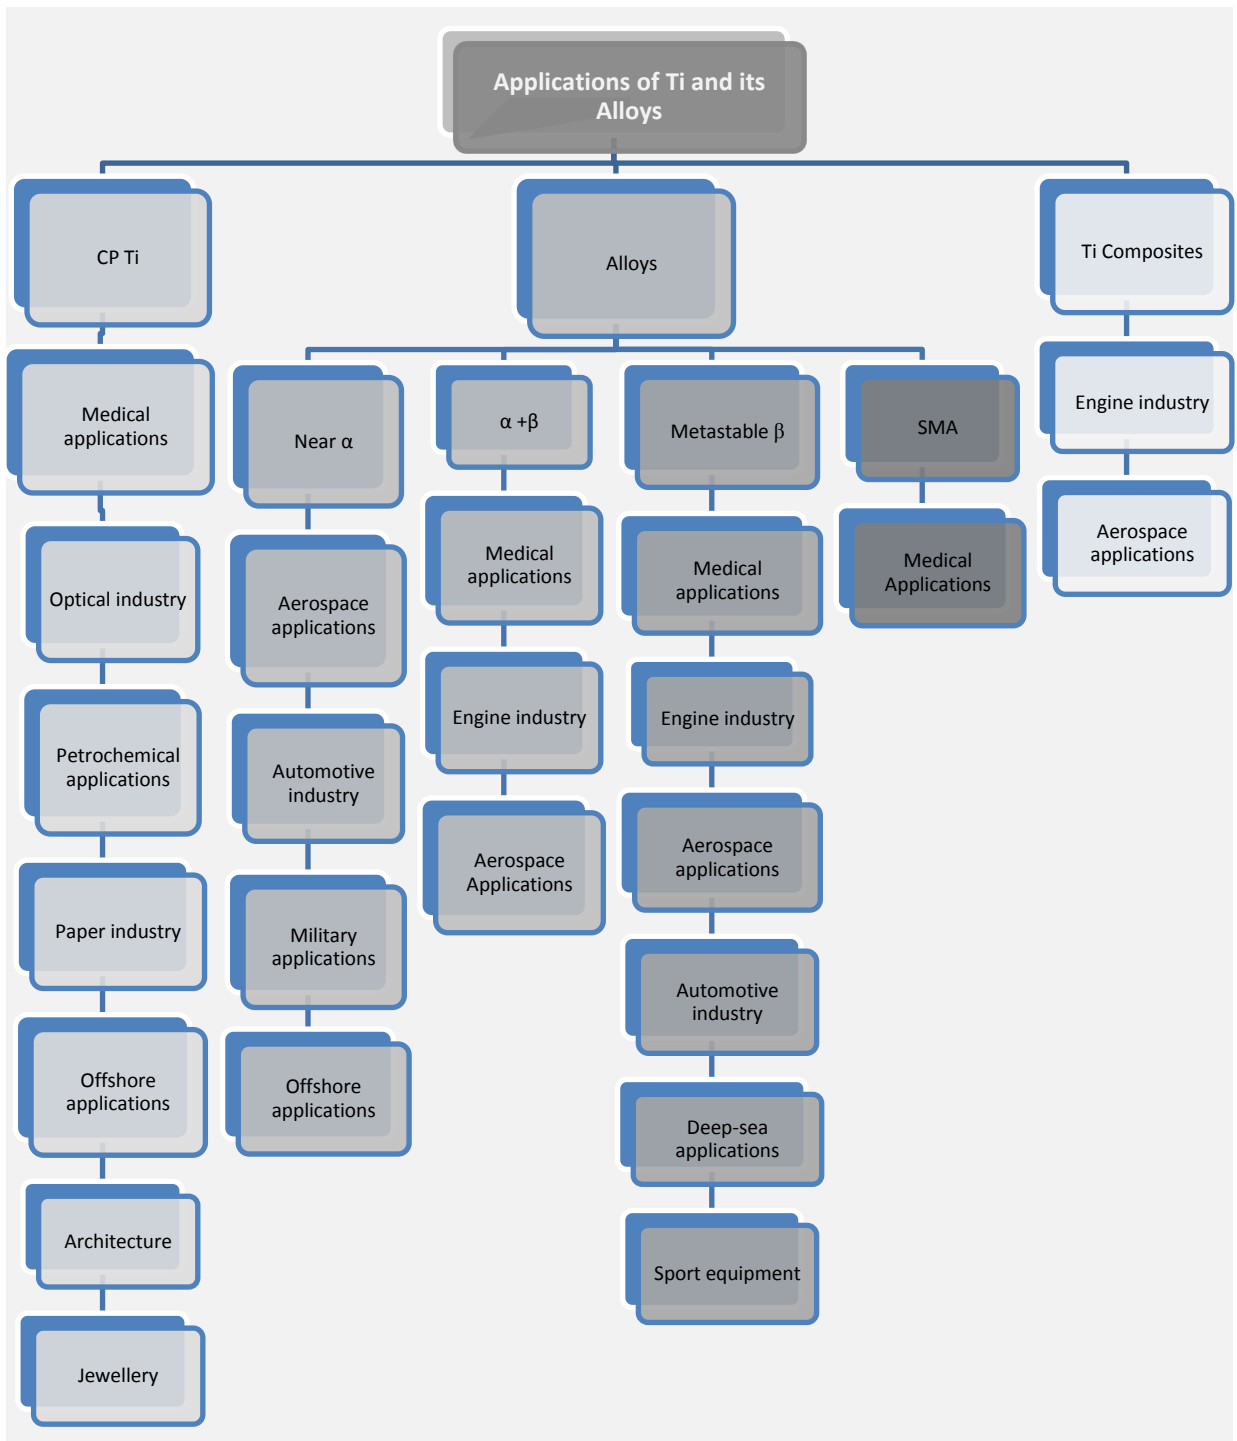 Applications of Ti and its
Alloys
CP Ti
Medical
applications
Optical industry
Petrochemical
applications
Paper industry
Offshore
applications
Architecture
Jewellery
Alloys
Near α
Aerospace
applications
Automotive
industry
Military
applications
Offshore
applications
α +β
Medical
applications
Engine industry
Aerospace
Applications
Metastable β
Medical
applications
Engine industry
Aerospace
applications
Automotive
industry
Deep-sea
applications
Sport equipment
SMA
Medical
Applications
Ti Composites
Engine industry
Aerospace
applications